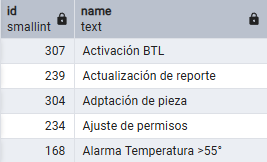 id name
smallint text
307 Activación BTL
239 Actualización de reporte
304 Adptación de pieza
234 Ajuste de permisos
168 Alarma Temperatura >55°